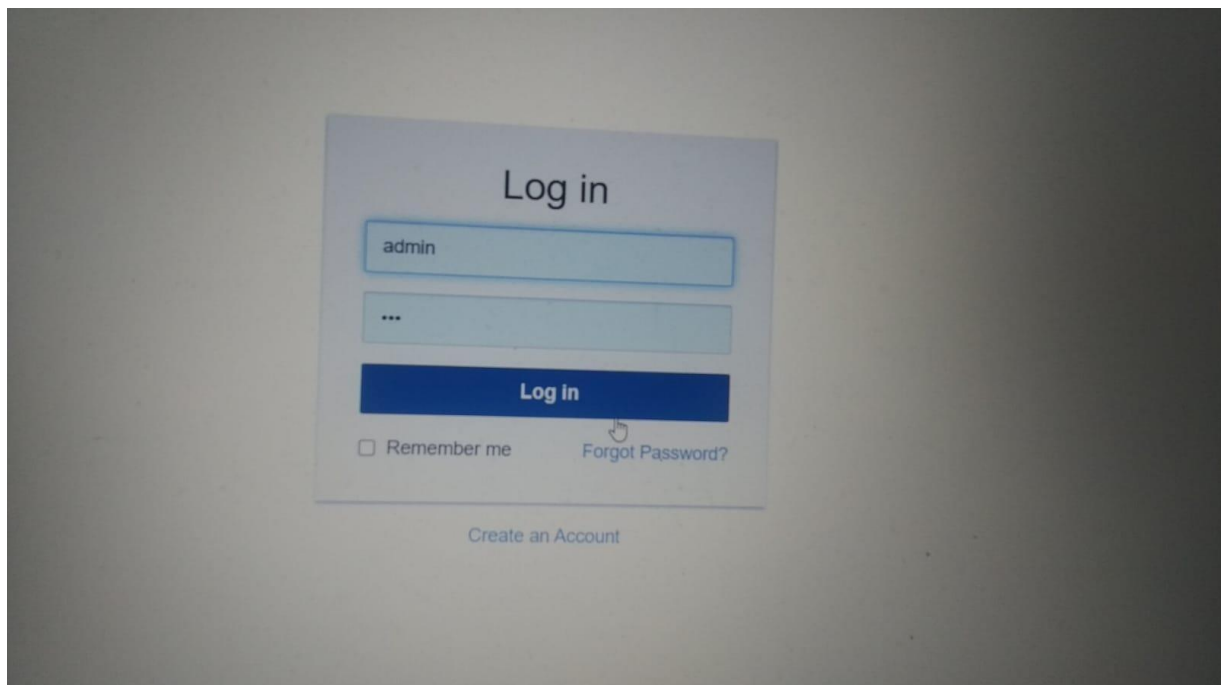 Log in
admin
•••
Log in
Remember me Forgot Password?
Create an Account